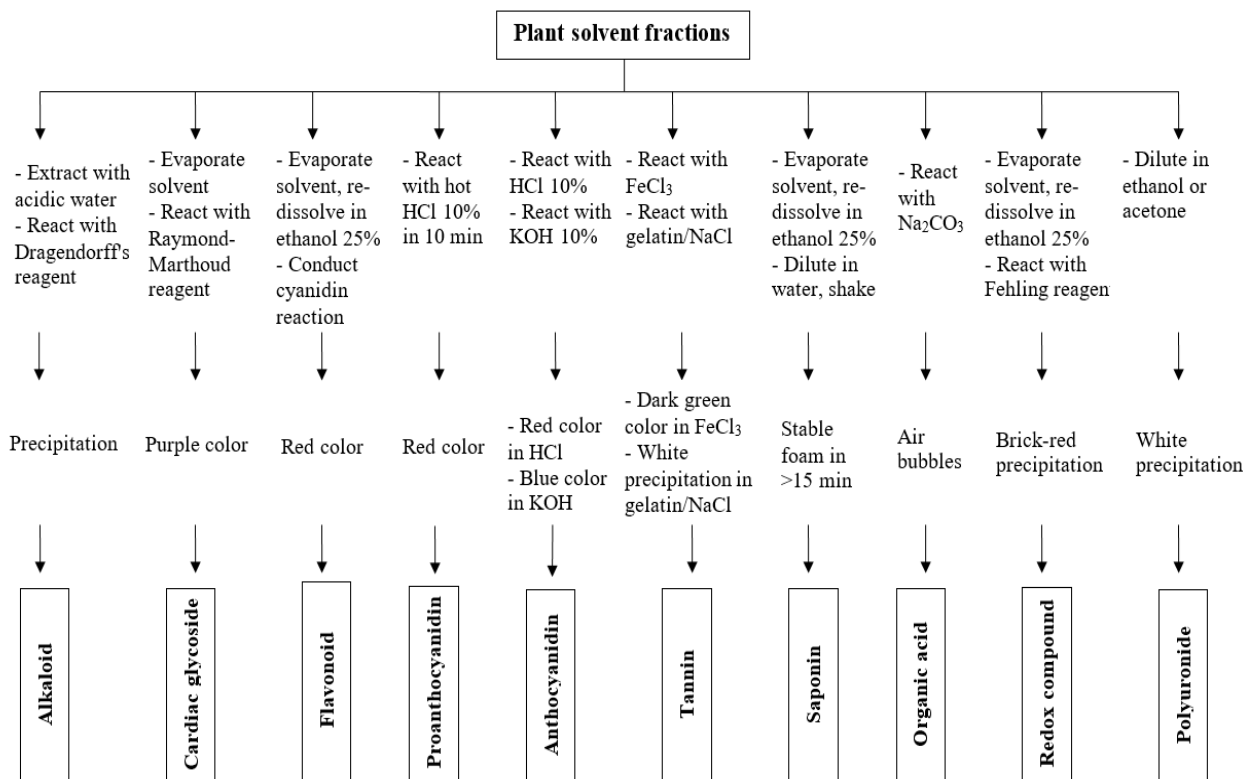 Plant solvent fractions
- Extract with
acidic water
- React with
Dragendorff's
reagent
- Evaporate
solvent
- React with
Raymond-
Marthoud
reagent
- Evaporate
solvent, re-
dissolve in
ethanol 25%
- Conduct
cyanidin
reaction
- React
with hot
HCl 10%
in 10 min
- React with
HCl 10%
- React with
KOH 10%
- React with
FeCl₃
- React with
gelatin/NaCl
- Evaporate
solvent, re-
dissolve in
ethanol 25%
- Dilute in
water, shake
- React
with
Na₂CO₃
- Evaporate
solvent, re-
dissolve in
ethanol 25%
- React with
Fehling reagen
- Dilute in
ethanol or
acetone
Precipitation
Purple color
Red color
Red color
- Red color
in HCl
- Blue color
in KOH
- Dark green
color in FeCl₃
- White
precipitation in
gelatin/NaCl
Stable
foam in
>15 min
Air
bubbles
Brick-red
precipitation
White
precipitation
Alkaloid
Cardiac glycoside
Flavonoid
Proanthocyanidin
Anthocyanidin
Tannin
Saponin
Organic acid
Redox compound
Polyuronide